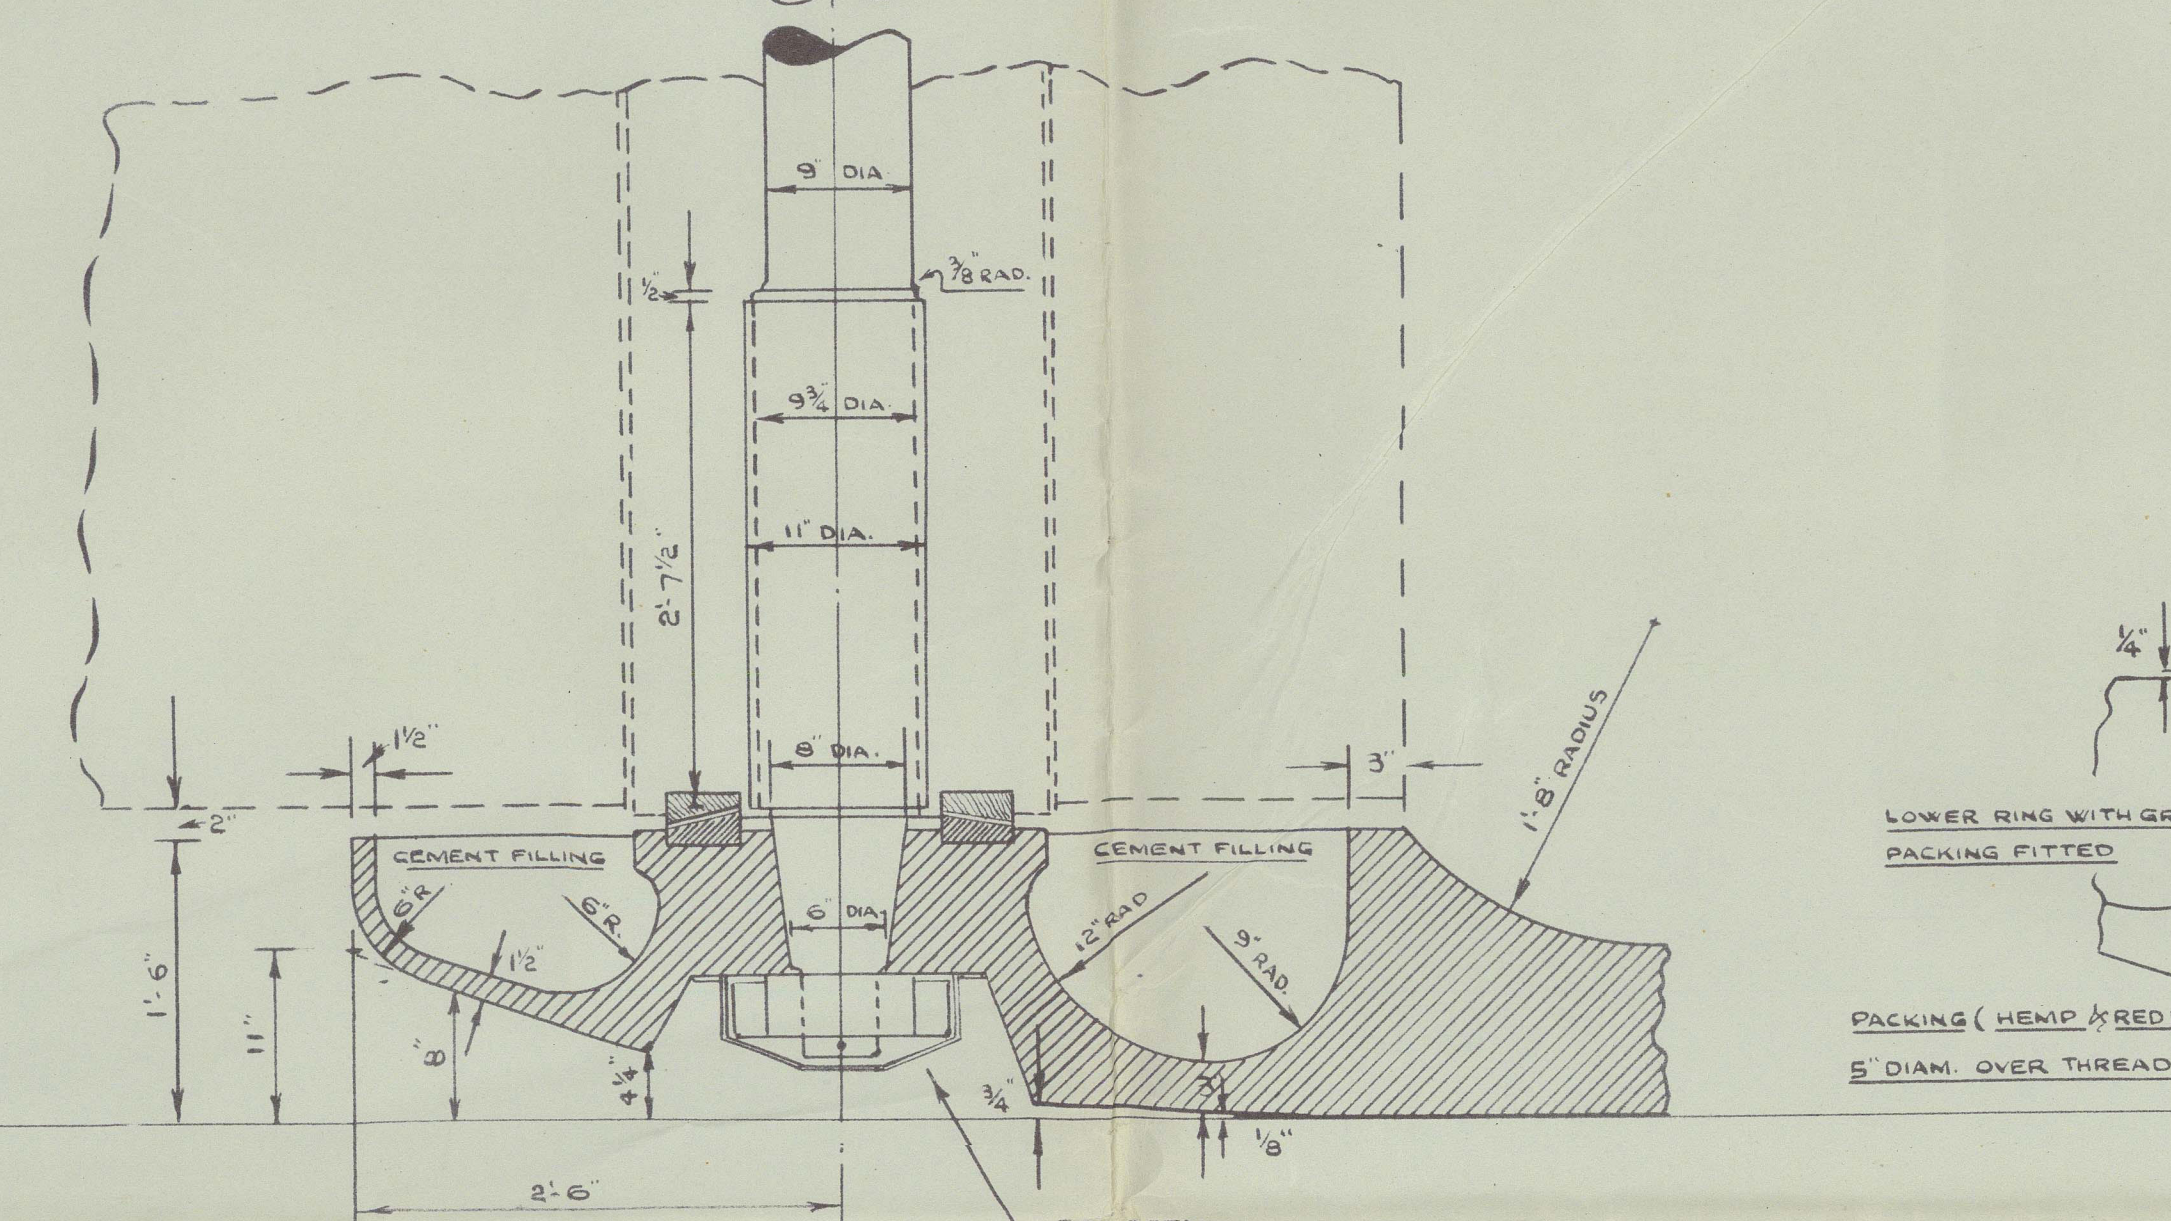 9" DIA.
3/8" RAD.
1/2"
9 3/4" DIA.
11" DIA.
2'-7 1/2"
1/4"
1'-8" RADIUS
1 1/2"
8" DIA.
3"
2"
LOWER RING WITH GR
PACKING FITTED
CEMENT FILLING
CEMENT FILLING
6" R
6" R.
6" DIA.
12" RAD
9" RAD.
1 1/2"
1'-6"
11"
8"
4 1/4"
3/4"
3"
1/8"
PACKING ( HEMP & RED
5" DIAM. OVER THREAD
2'-6"